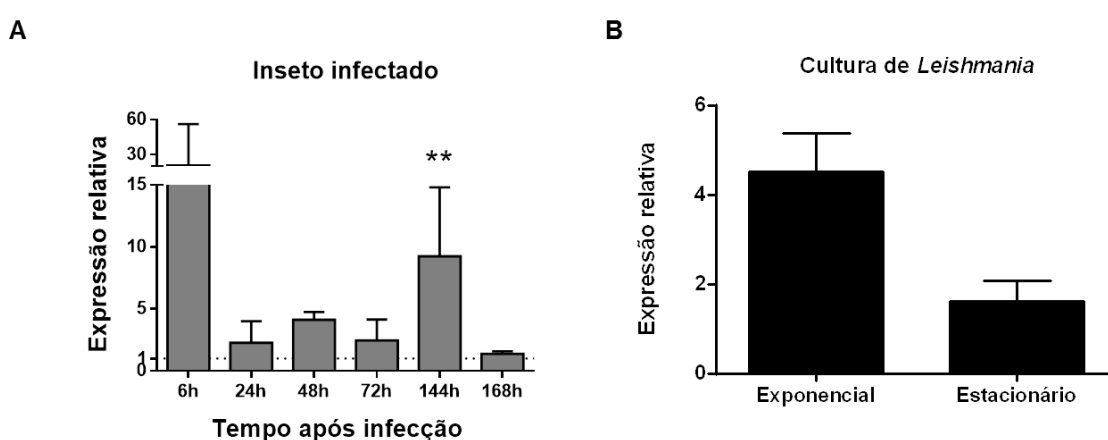 A
Inseto infectado
Expressão relativa
60
30
15
10
5
1
0
**
6h 24h 48h 72h 144h 168h
Tempo após infecção
B
Cultura de Leishmania
Expressão relativa
6
4
2
0
Exponencial Estacionário